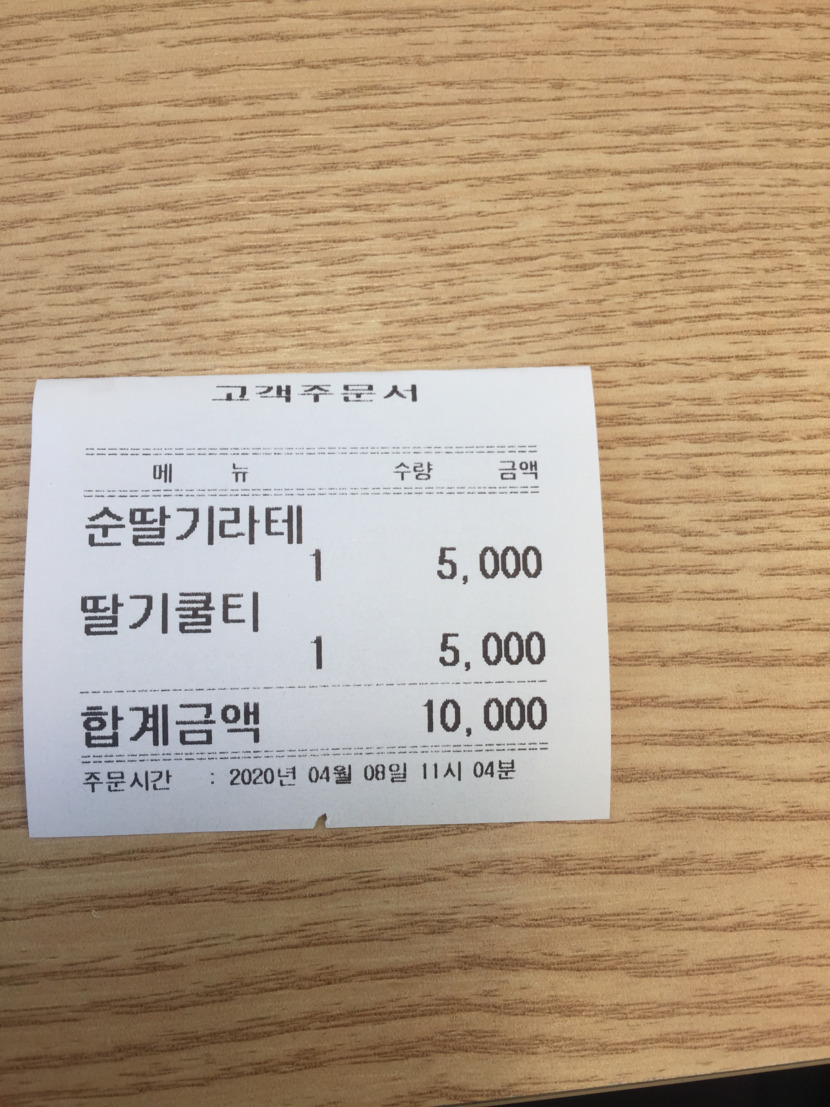 고객주문서
메 뉴 수량 금액
순딸기라테
1 5,000
딸기쿨티
1 5,000
합계금액 10,000
주문시간 : 2020년 04월 08일 11시 04분